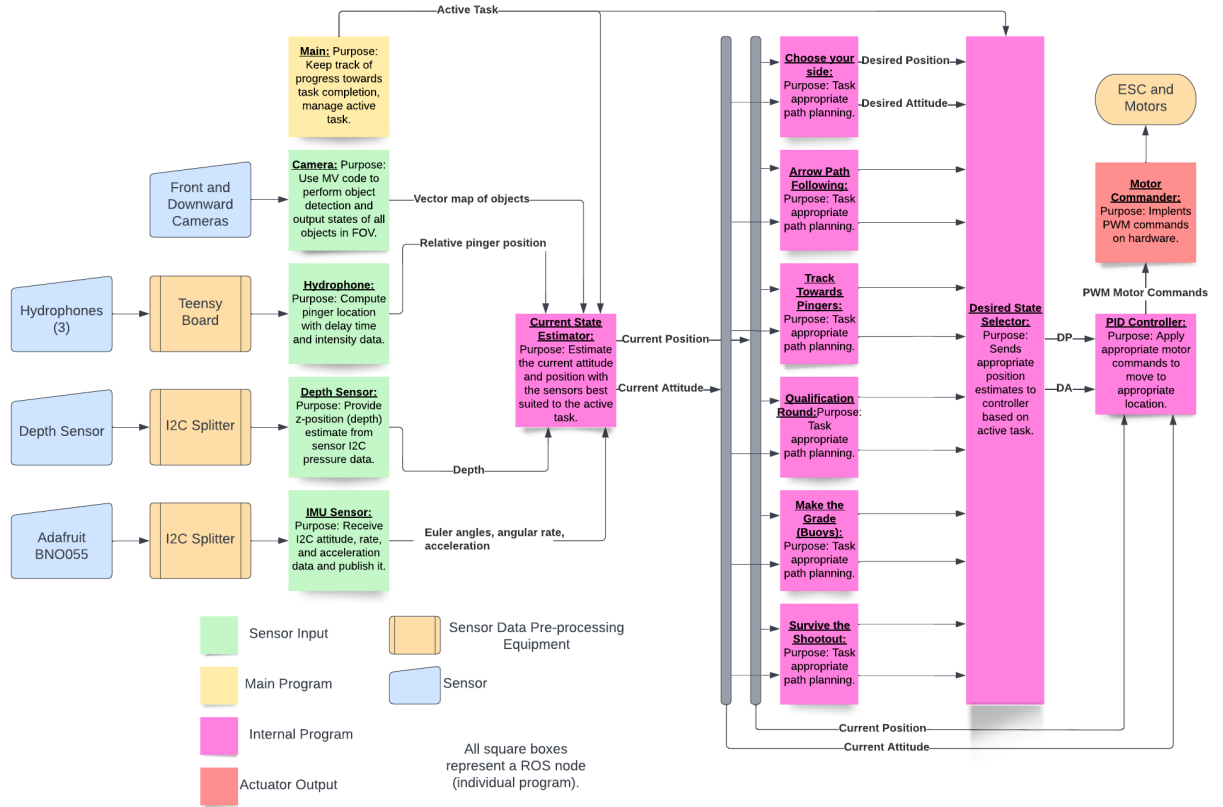 Active Task
Main: Purpose:
Keep track of
progress towards
task completion,
manage active
task.
Front and
Downward
Cameras
Camera: Purpose:
Use MV code to
perform object
detection and
output states of all
objects in FOV.
Vector map of objects
Relative pinger position
Hydrophones
(3)
Teensy
Board
Hydrophone:
Purpose: Compute
pinger location
with delay time
and intensity data.
Depth Sensor
I2C Splitter
Depth Sensor:
Purpose: Provide
z-position (depth)
estimate from
sensor I2C
pressure data.
Depth
Adafruit
BNO055
I2C Splitter
IMU Sensor:
Purpose: Receive
I2C attitude, rate,
and acceleration
data and publish it.
Euler angles, angular rate,
acceleration
Current State
Estimator:
Purpose: Estimate
the current attitude
and position with
the sensors best
suited to the active
task.
Current Position
Current Attitude
Choose your
side:
Purpose: Task
appropriate
path planning.
Desired Position
Desired Attitude
Arrow Path
Following:
Purpose: Task
appropriate
path planning.
Track
Towards
Pingers:
Purpose: Task
appropriate
path planning.
Qualification
Round:Purpose:
Task
appropriate
path planning.
Make the
Grade
(Buoys):
Purpose: Task
appropriate
path planning.
Survive the
Shootout:
Purpose: Task
appropriate
path planning.
Desired State
Selector:
Purpose:
Sends
appropriate
position
estimates to
controller
based on
active task.
DP
DA
ESC and
Motors
Motor
Commander:
Purpose: Implents
PWM commands
on hardware.
PWM Motor Commands
PID Controller:
Purpose: Apply
appropriate motor
commands to
move to
appropriate
location.
Current Position
Current Attitude
Sensor Input
Main Program
Internal Program
Actuator Output
Sensor Data Pre-processing
Equipment
Sensor
All square boxes
represent a ROS node
(individual program).